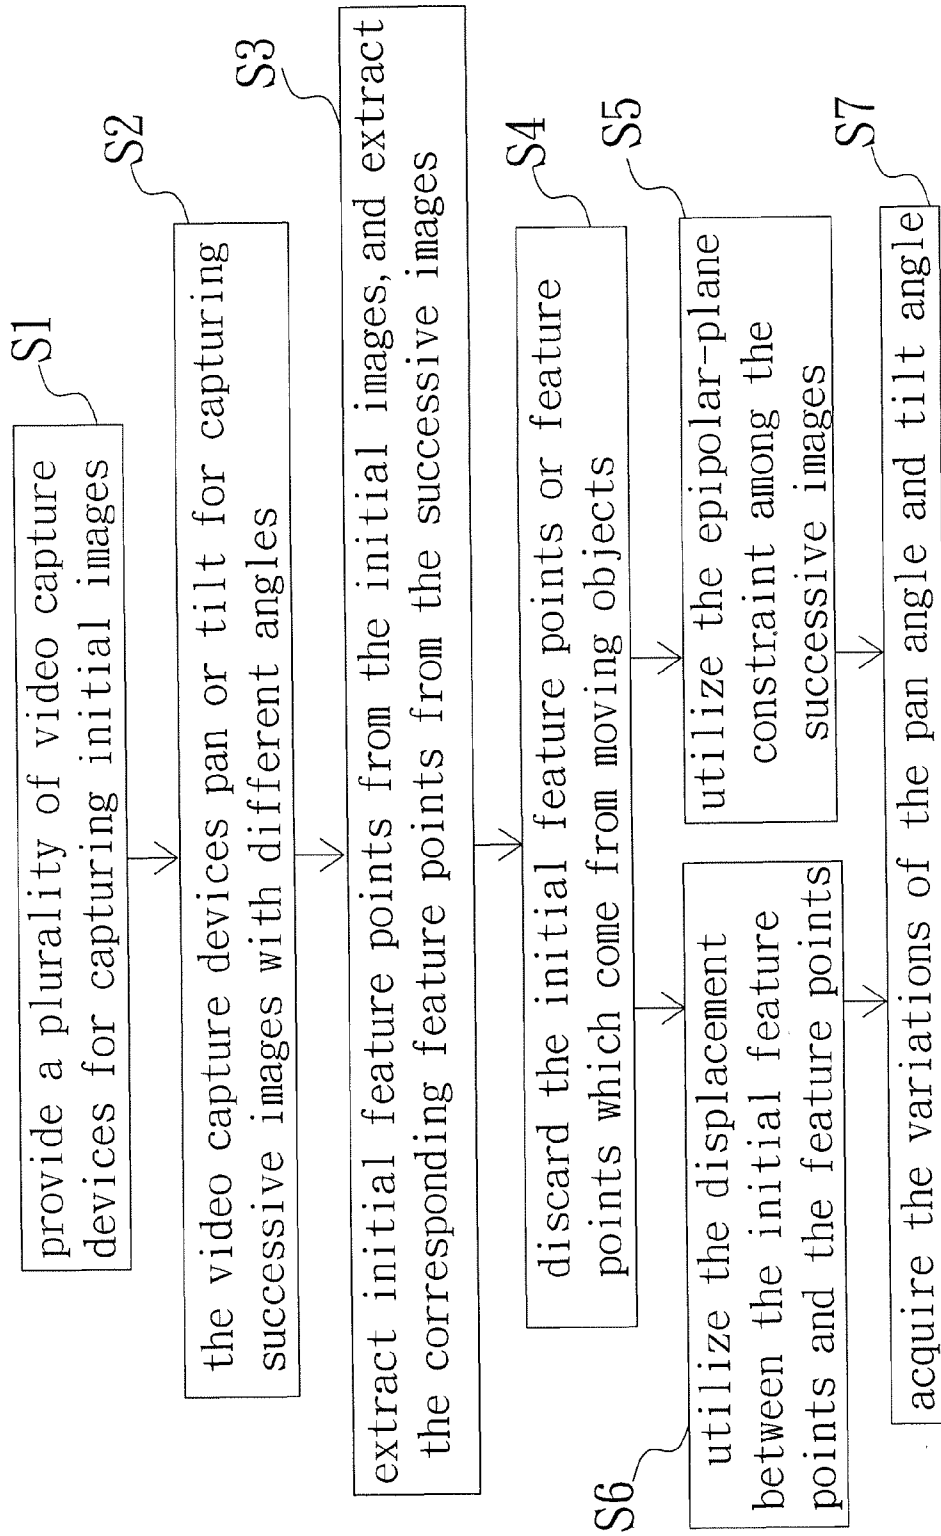 S1
provide a plurality of video capture
devices for capturing initial images
S2
the video capture devices pan or tilt for capturing
successive images with different angles
S3
extract initial feature points from the initial images, and extract
the corresponding feature points from the successive images
S4
discard the initial feature points or feature
points which come from moving objects
S6
utilize the displacement
between the initial feature
points and the feature points
S5
utilize the epipolar-plane
constraint among the
successive images
S7
acquire the variations of the pan angle and tilt angle